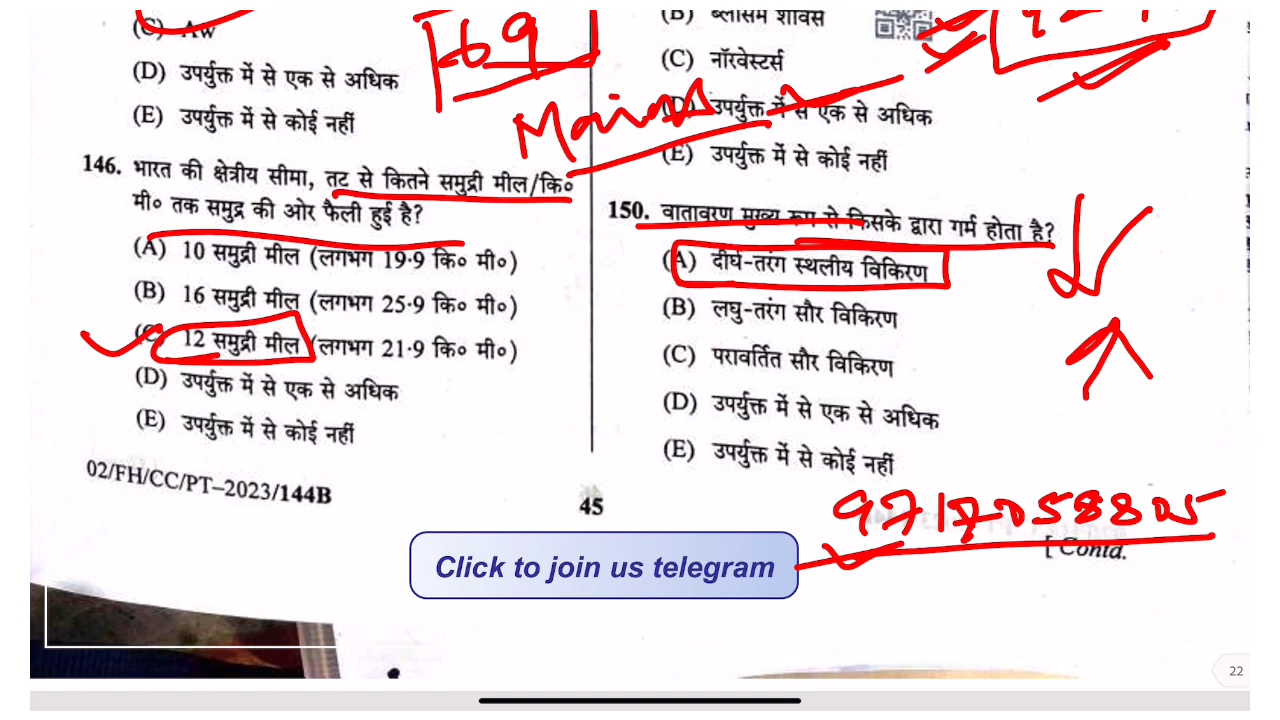 (C) Aw
(D) उपर्युक्त में से एक से अधिक
(E) उपर्युक्त में से कोई नहीं
146. भारत की क्षेत्रीय सीमा, तट से कितने समुद्री मील/कि०
मी० तक समुद्र की ओर फैली हुई है?
(A) 10 समुद्री मील (लगभग 19·9 कि० मी०)
(B) 16 समुद्री मील (लगभग 25·9 कि० मी०)
(C) 12 समुद्री मील (लगभग 21·9 कि० मी०)
(D) उपर्युक्त में से एक से अधिक
(E) उपर्युक्त में से कोई नहीं
02/FH/CC/PT–2023/144B
69
Mains
(B) ब्लॉसम शावर्स
(C) नॉरवेस्टर्स
(D) उपर्युक्त में से एक से अधिक
(E) उपर्युक्त में से कोई नहीं
150. वातावरण मुख्य रूप से किसके द्वारा गर्म होता है?
(A) दीर्घ-तरंग स्थलीय विकिरण
(B) लघु-तरंग सौर विकिरण
(C) परावर्तित सौर विकिरण
(D) उपर्युक्त में से एक से अधिक
(E) उपर्युक्त में से कोई नहीं
9717058805
45
[ Contd.
Click to join us telegram
22